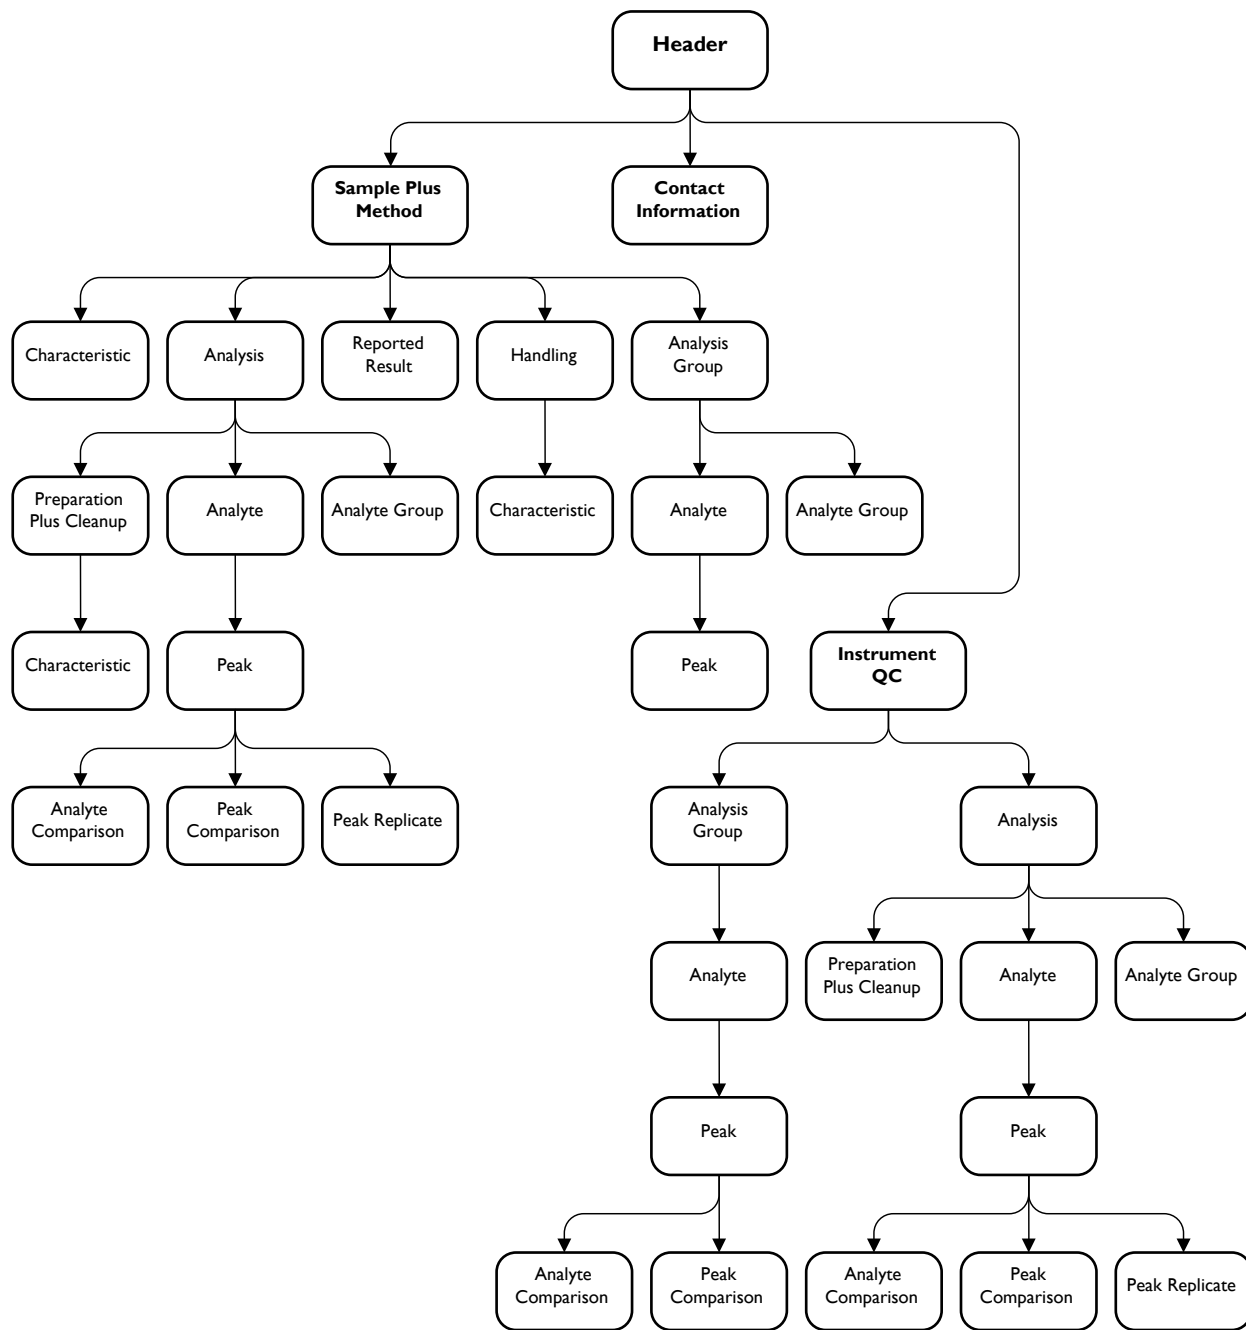 Header
Sample Plus
Method
Contact
Information
Characteristic
Analysis
Reported
Result
Handling
Analysis
Group
Preparation
Plus Cleanup
Analyte
Analyte Group
Characteristic
Analyte
Analyte Group
Characteristic
Peak
Peak
Instrument
QC
Analyte
Comparison
Peak
Comparison
Peak Replicate
Analysis
Group
Analysis
Analyte
Preparation
Plus Cleanup
Analyte
Analyte Group
Peak
Peak
Analyte
Comparison
Peak
Comparison
Analyte
Comparison
Peak
Comparison
Peak Replicate